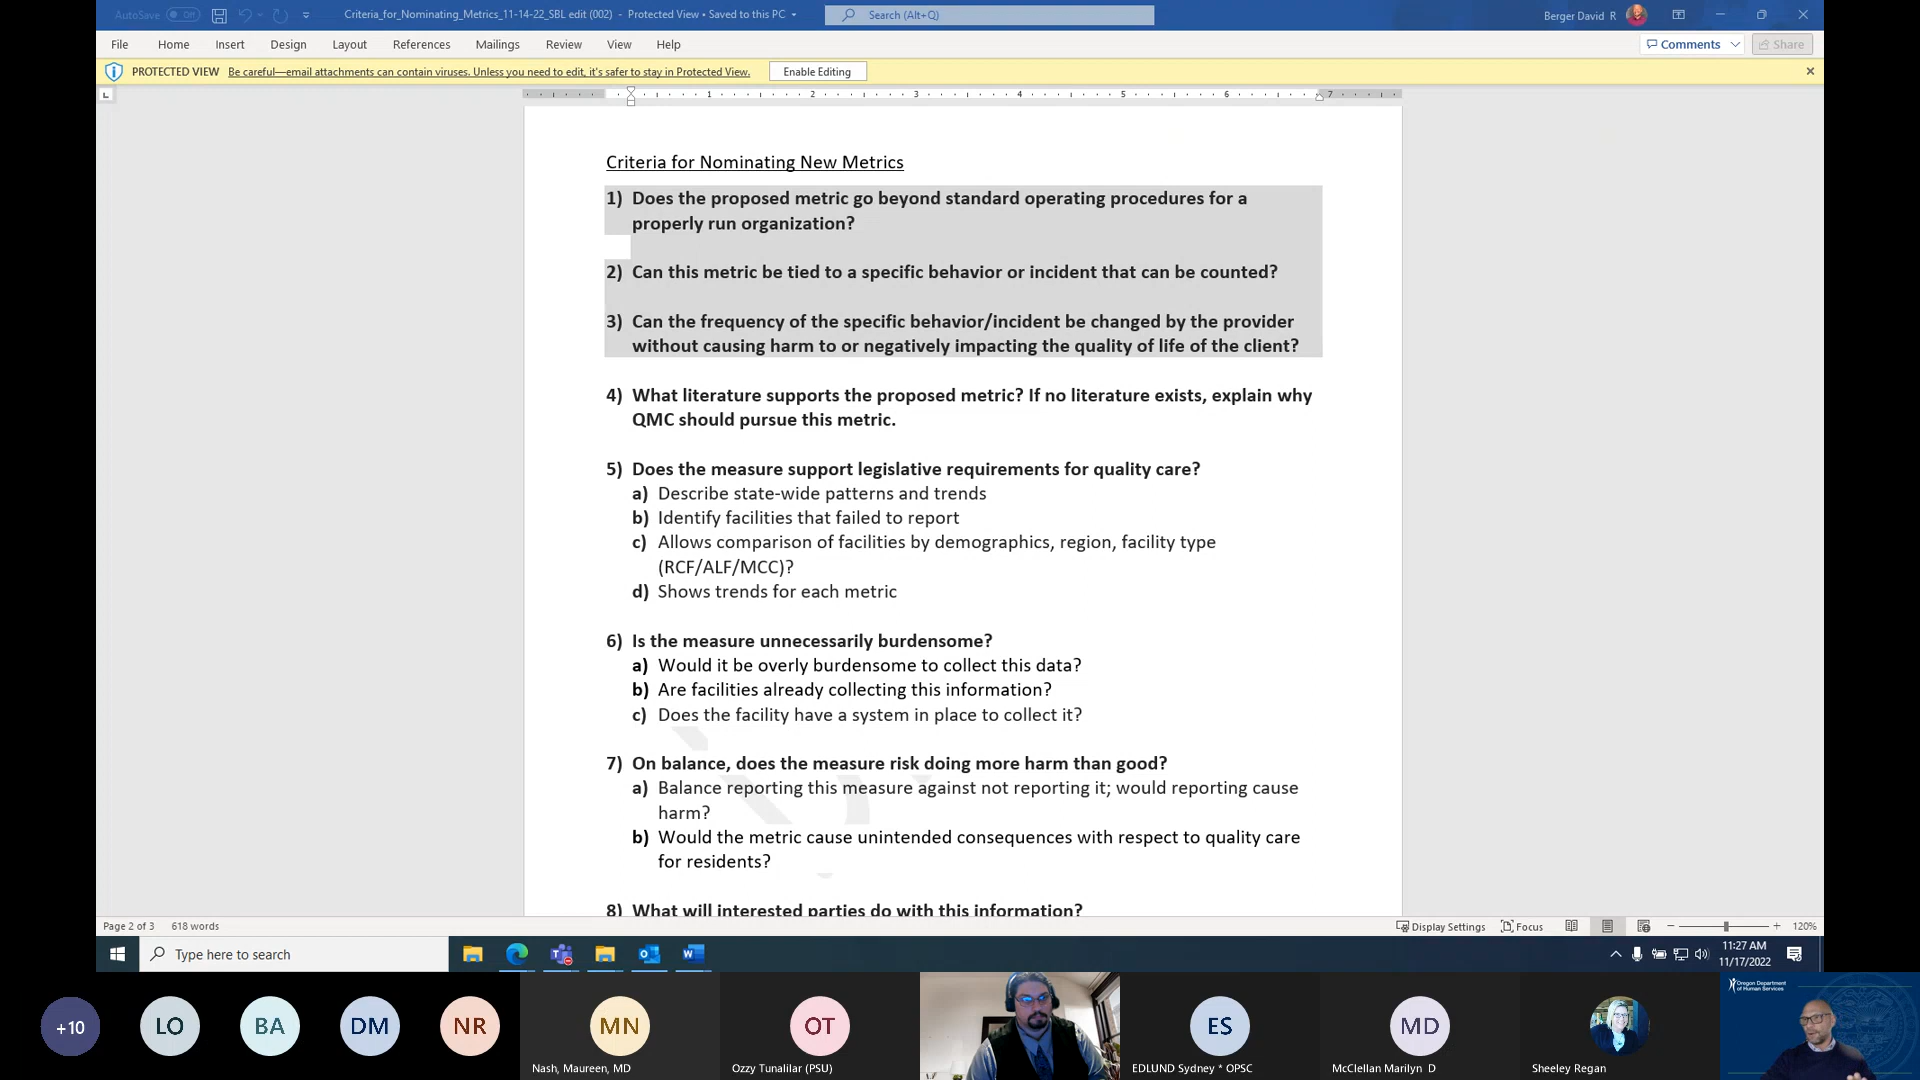 AutoSave Off Criteria_for_Nominating_Metrics_11-14-22_SBL edit (002) - Protected View • Saved to this PC Search (Alt+Q) Berger David R
File Home Insert Design Layout References Mailings Review View Help Comments Share
PROTECTED VIEW Be careful—email attachments can contain viruses. Unless you need to edit, it's safer to stay in Protected View. Enable Editing
1 2 3 4 5 6 7
Criteria for Nominating New Metrics
1) Does the proposed metric go beyond standard operating procedures for a
properly run organization?
2) Can this metric be tied to a specific behavior or incident that can be counted?
3) Can the frequency of the specific behavior/incident be changed by the provider
without causing harm to or negatively impacting the quality of life of the client?
4) What literature supports the proposed metric? If no literature exists, explain why
QMC should pursue this metric.
5) Does the measure support legislative requirements for quality care?
a) Describe state-wide patterns and trends
b) Identify facilities that failed to report
c) Allows comparison of facilities by demographics, region, facility type
(RCF/ALF/MCC)?
d) Shows trends for each metric
6) Is the measure unnecessarily burdensome?
a) Would it be overly burdensome to collect this data?
b) Are facilities already collecting this information?
c) Does the facility have a system in place to collect it?
7) On balance, does the measure risk doing more harm than good?
a) Balance reporting this measure against not reporting it; would reporting cause
harm?
b) Would the metric cause unintended consequences with respect to quality care
for residents?
8) What will interested parties do with this information?
Page 2 of 3 618 words Display Settings Focus 120%
Type here to search 11:27 AM
11/17/2022
+10 LO BA DM NR MN OT ES MD
Oregon Department
of Human Services
Nash, Maureen, MD Ozzy Tunalilar (PSU) EDLUND Sydney * OPSC McClellan Marilyn D Sheeley Regan